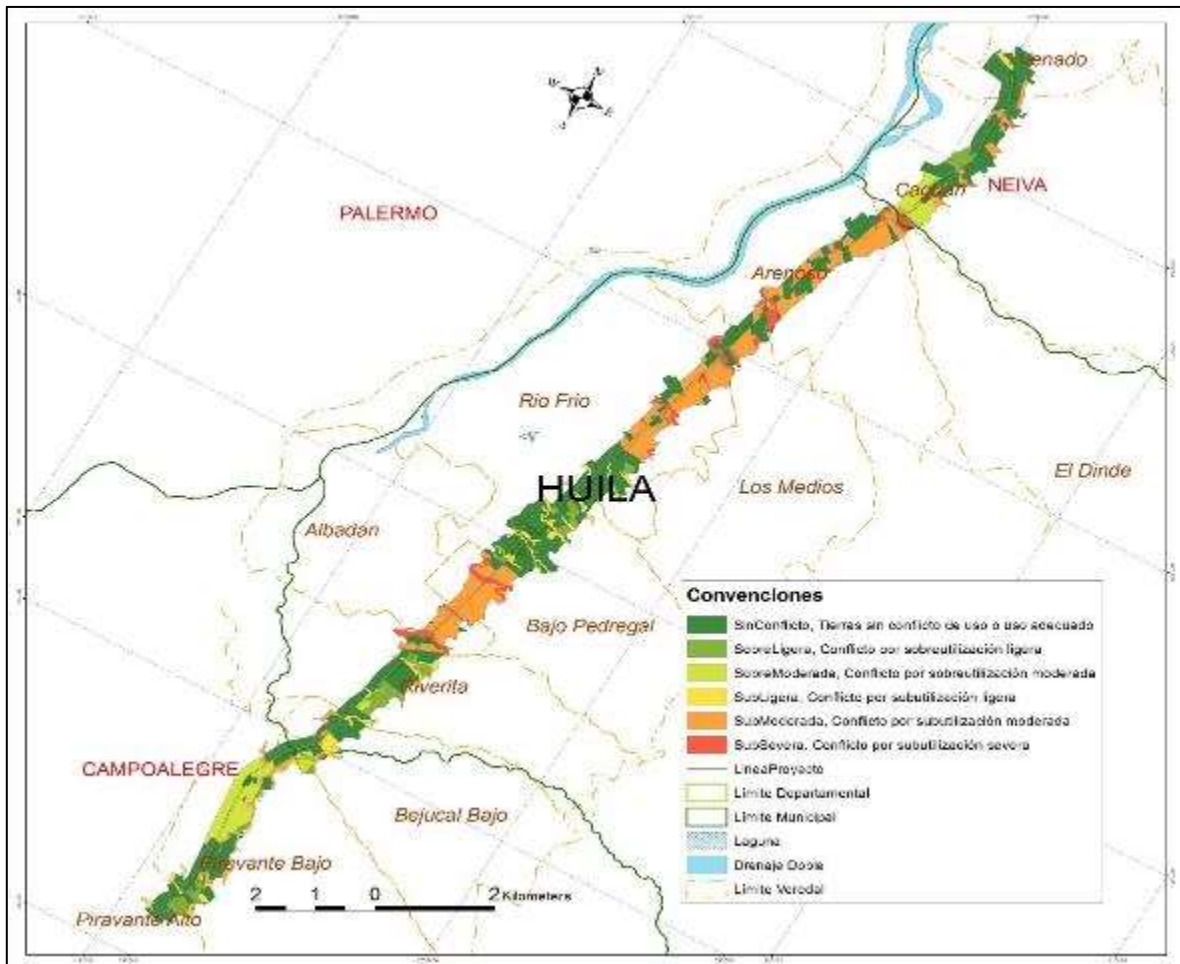 enado
NEIVA
Caguan
PALERMO
Arenoso
Rio Frio
HUILA
Los Medios
El Dinde
Albadan
Bajo Pedregal
Riverita
CAMPOALEGRE
Bejucal Bajo
Piravante Bajo
Piravante Alto
2 1 0 2 Kilometers
Convenciones
SinConflicto, Tierras sin conflicto de uso o uso adecuado
SobreLigera, Conflicto por sobreutilización ligera
SobreModerada, Conflicto por sobreutilización moderada
SubLigera, Conflicto por subutilización ligera
SubModerada, Conflicto por subutilización moderada
SubSevera, Conflicto por subutilización severa
LineaProyecto
Limite Departamental
Limite Municipal
Laguna
Drenaje Doble
Limite Veredal